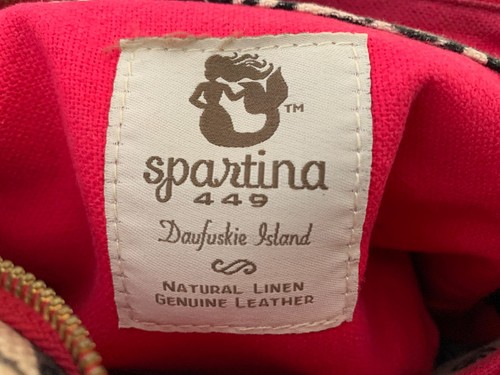 TM
spartina
449
Daufuskie Island
NATURAL LINEN
GENUINE LEATHER